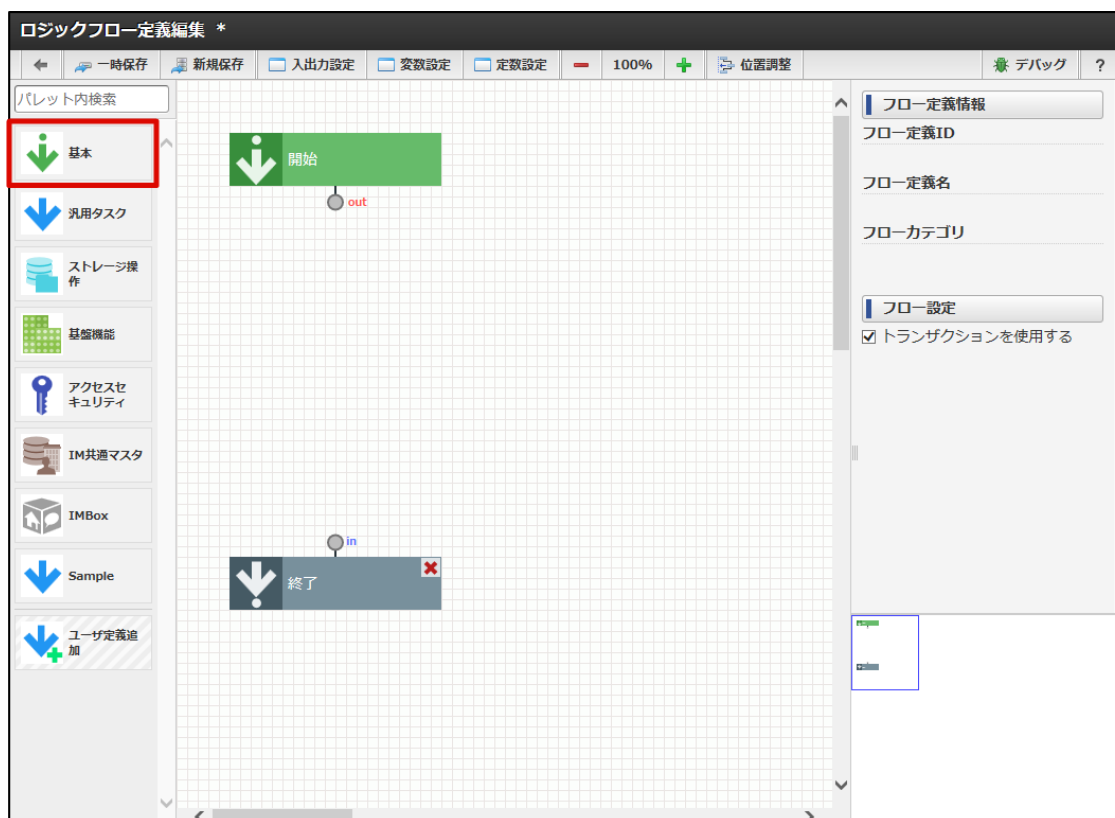 ロジックフロー定義編集 *
一時保存 新規保存 入出力設定 変数設定 定数設定 100% 位置調整 デバッグ ?
パレット内検索
基本
汎用タスク
ストレージ操
作
基盤機能
アクセスセ
キュリティ
IM共通マスタ
IMBox
Sample
ユーザ定義追
加
開始
out
in
終了
フロー定義情報
フロー定義ID
フロー定義名
フローカテゴリ
フロー設定
トランザクションを使用する